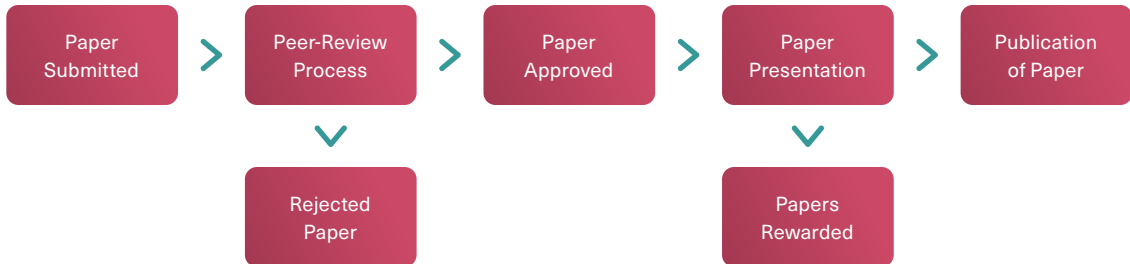 Paper
Submitted
Peer-Review
Process
Paper
Approved
Paper
Presentation
Publication
of Paper
Rejected
Paper
Papers
Rewarded